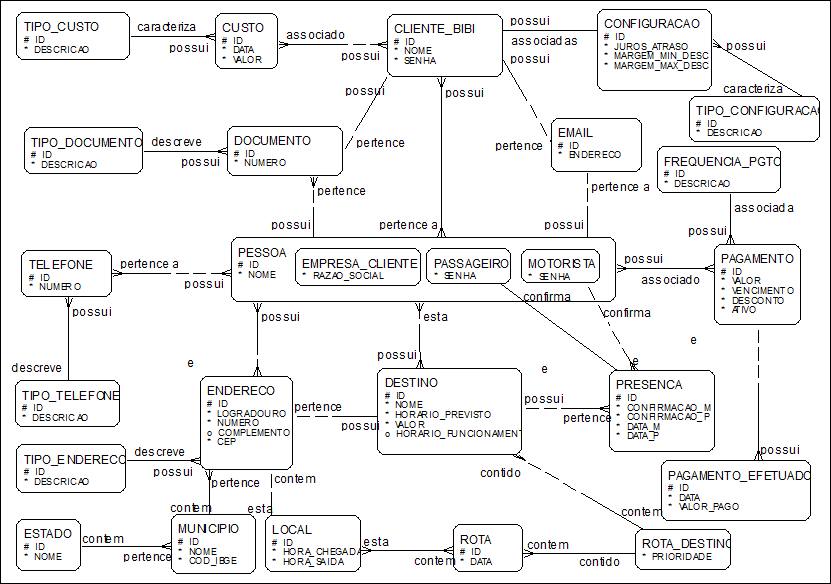 TIPO_CUSTO
# ID
* DESCRICAO
caracteriza
possui
CUSTO
# ID
* DATA
* VALOR
associado
possui
CLIENTE_BIBI
# ID
* NOME
* SENHA
possui
associadas
possui
CONFIGURACAO
# ID
* JUROS_ATRASO
* MARGEM_MIN_DESC
* MARGEM_MAX_DESC
possui
caracteriza
TIPO_CONFIGURACAO
# ID
* DESCRICAO
possui
possui
TIPO_DOCUMENTO
# ID
* DESCRICAO
descreve
possui
DOCUMENTO
# ID
* NUMERO
pertence
pertence
EMAIL
# ID
* ENDERECO
FREQUENCIA_PGTO
# ID
* DESCRICAO
pertence
pertence a
associada
possui
pertence a
possui
possui
TELEFONE
# ID
* NUMERO
pertence a
possui
PESSOA
# ID
* NOME
EMPRESA_CLIENTE
* RAZAO_SOCIAL
PASSAGEIRO
* SENHA
MOTORISTA
* SENHA
possui
associado
PAGAMENTO
# ID
* VALOR
* VENCIMENTO
* DESCONTO
* ATIVO
possui
possui
esta
confirma
confirma
e
descreve
e
possui
e
e
TIPO_TELEFONE
# ID
* DESCRICAO
ENDERECO
# ID
* LOGRADOURO
* NUMERO
o COMPLEMENTO
* CEP
pertence
possui
DESTINO
# ID
* NOME
* HORARIO_PREVISTO
* VALOR
o HORARIO_FUNCIONAMENT
possui
pertence
PRESENCA
# ID
* CONFIRMACAO_M
* CONFIRMACAO_P
* DATA_M
* DATA_P
TIPO_ENDERECO
# ID
* DESCRICAO
descreve
possui
pertence
contem
contido
possui
PAGAMENTO_EFETUADO
# ID
* DATA
* VALOR_PAGO
contem
esta
contem
ESTADO
# ID
* NOME
contem
pertence
MUNICIPIO
# ID
* NOME
* COD_IBGE
LOCAL
# ID
* HORA_CHEGADA
* HORA_SAIDA
esta
contem
ROTA
# ID
* DATA
contem
contido
ROTA_DESTINO
* PRIORIDADE